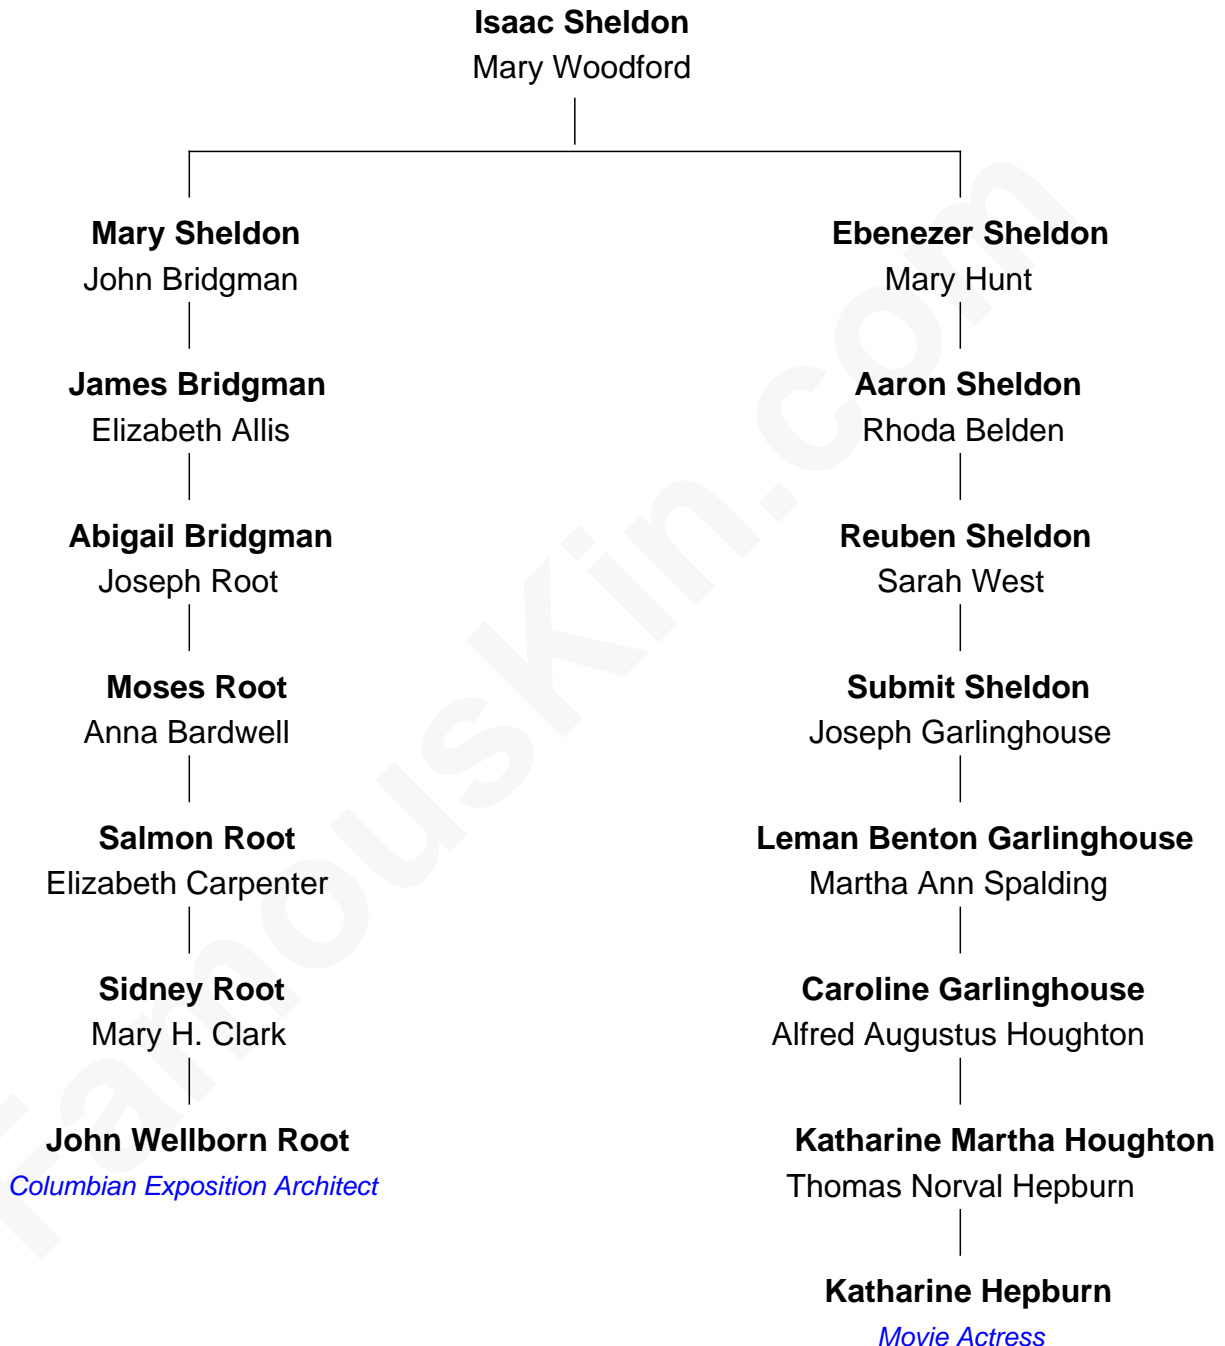 Isaac Sheldon
Mary Woodford
Mary Sheldon
John Bridgman
James Bridgman
Elizabeth Allis
Abigail Bridgman
Joseph Root
Moses Root
Anna Bardwell
Salmon Root
Elizabeth Carpenter
Sidney Root
Mary H. Clark
John Wellborn Root
Columbian Exposition Architect
Ebenezer Sheldon
Mary Hunt
Aaron Sheldon
Rhoda Belden
Reuben Sheldon
Sarah West
Submit Sheldon
Joseph Garlinghouse
Leman Benton Garlinghouse
Martha Ann Spalding
Caroline Garlinghouse
Alfred Augustus Houghton
Katharine Martha Houghton
Thomas Norval Hepburn
Katharine Hepburn
Movie Actress
FamousKin.com